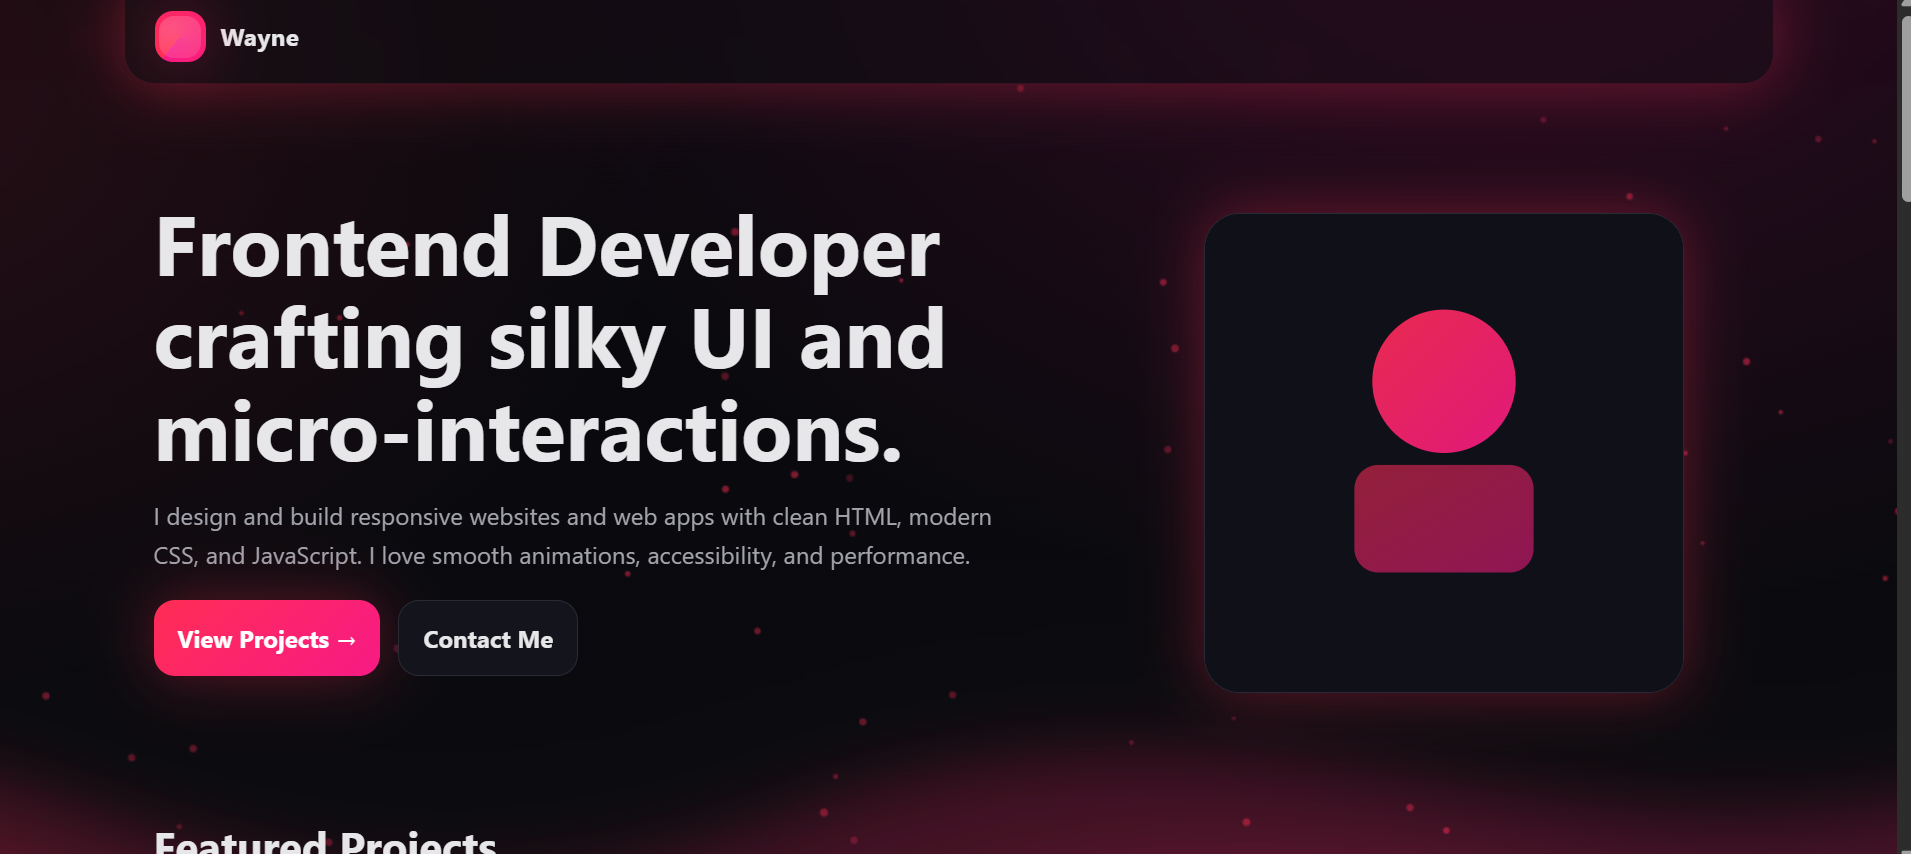 Wayne
Frontend Developer
crafting silky UI and
micro-interactions.
I design and build responsive websites and web apps with clean HTML, modern
CSS, and JavaScript. I love smooth animations, accessibility, and performance.
View Projects →
Contact Me
Featured Projects